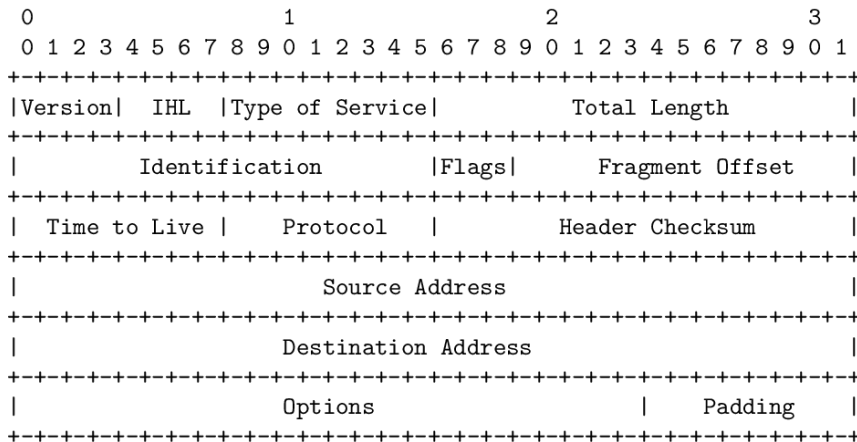 0                   1                   2                   3
 0 1 2 3 4 5 6 7 8 9 0 1 2 3 4 5 6 7 8 9 0 1 2 3 4 5 6 7 8 9 0 1
+-+-+-+-+-+-+-+-+-+-+-+-+-+-+-+-+-+-+-+-+-+-+-+-+-+-+-+-+-+-+-+-+
|Version|  IHL  |Type of Service|          Total Length         |
+-+-+-+-+-+-+-+-+-+-+-+-+-+-+-+-+-+-+-+-+-+-+-+-+-+-+-+-+-+-+-+-+
|         Identification        |Flags|      Fragment Offset    |
+-+-+-+-+-+-+-+-+-+-+-+-+-+-+-+-+-+-+-+-+-+-+-+-+-+-+-+-+-+-+-+-+
|  Time to Live |    Protocol   |         Header Checksum       |
+-+-+-+-+-+-+-+-+-+-+-+-+-+-+-+-+-+-+-+-+-+-+-+-+-+-+-+-+-+-+-+-+
|                       Source Address                          |
+-+-+-+-+-+-+-+-+-+-+-+-+-+-+-+-+-+-+-+-+-+-+-+-+-+-+-+-+-+-+-+-+
|                    Destination Address                        |
+-+-+-+-+-+-+-+-+-+-+-+-+-+-+-+-+-+-+-+-+-+-+-+-+-+-+-+-+-+-+-+-+
|                    Options                    |    Padding    |
+-+-+-+-+-+-+-+-+-+-+-+-+-+-+-+-+-+-+-+-+-+-+-+-+-+-+-+-+-+-+-+-+